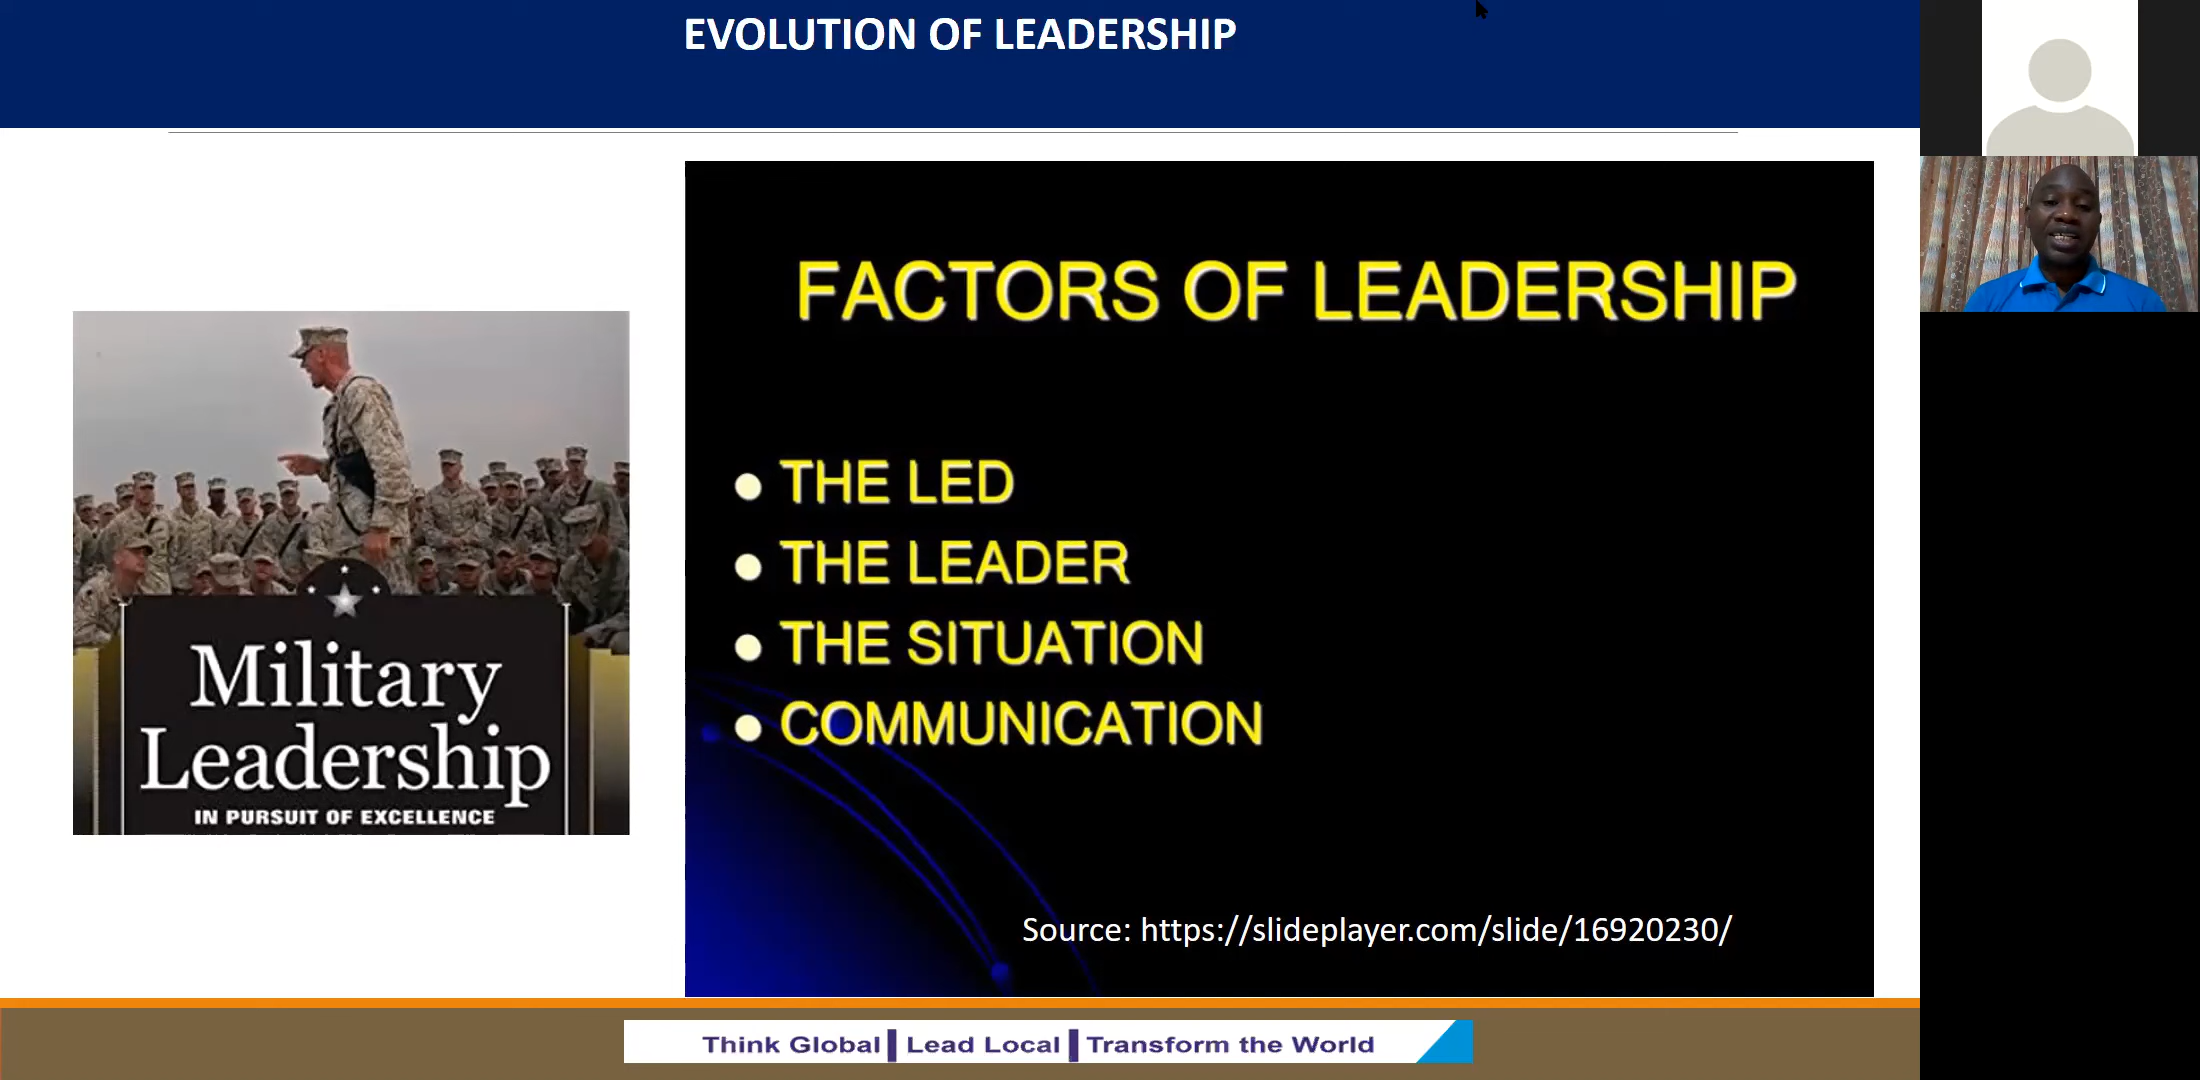 EVOLUTION OF LEADERSHIP
Military
Leadership
IN PURSUIT OF EXCELLENCE
FACTORS OF LEADERSHIP
THE LED
THE LEADER
THE SITUATION
COMMUNICATION
Source: https://slideplayer.com/slide/16920230/
Think Global Lead Local Transform the World